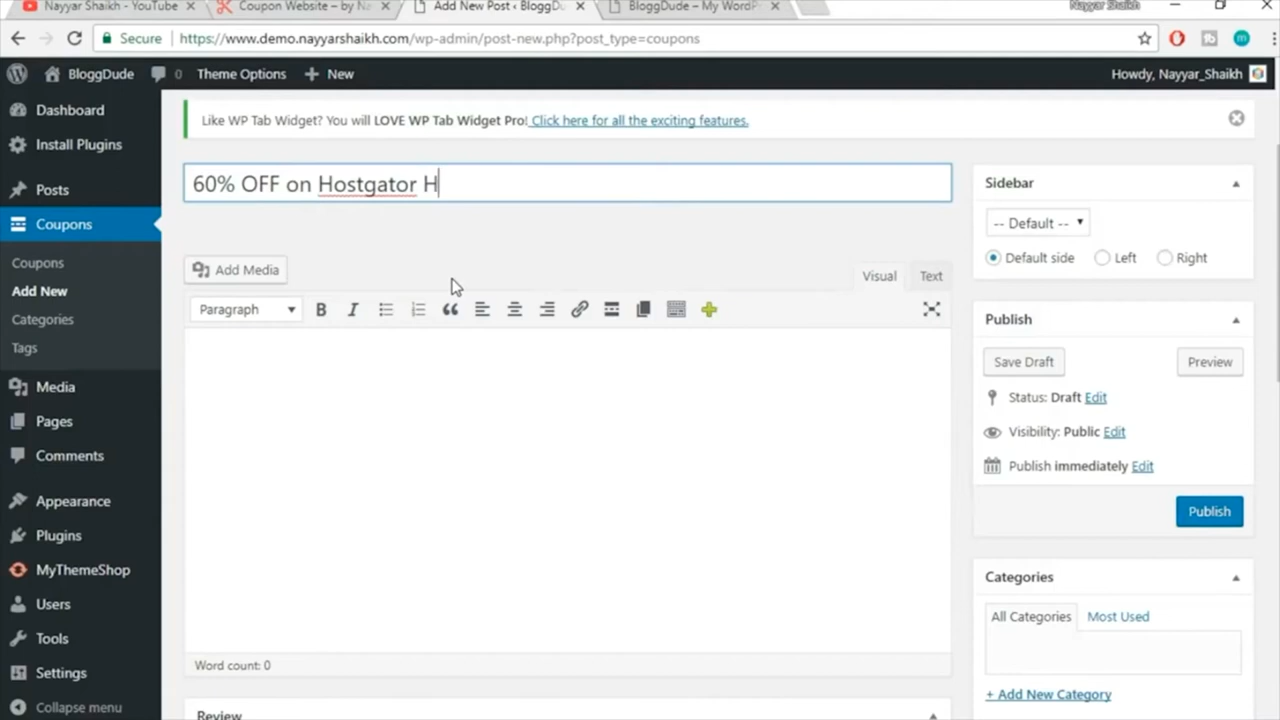 Nayyar Shaikh - YouTube
Coupon Website – by Na
Add New Post ‹ BloggDu
BloggDude – My WordP
Nayyar Shaikh
Secure https://www.demo.nayyarshaikh.com/wp-admin/post-new.php?post_type=coupons
BloggDude 0 Theme Options New Howdy, Nayyar_Shaikh
Dashboard
Install Plugins
Posts
Coupons
Coupons
Add New
Categories
Tags
Media
Pages
Comments
Appearance
Plugins
MyThemeShop
Users
Tools
Settings
Collapse menu
Like WP Tab Widget? You will LOVE WP Tab Widget Pro! Click here for all the exciting features.
60% OFF on Hostgator H
Add Media
Visual Text
Paragraph
Word count: 0
Review
Sidebar
-- Default --
Default side Left Right
Publish
Save Draft Preview
Status: Draft Edit
Visibility: Public Edit
Publish immediately Edit
Publish
Categories
All Categories Most Used
+ Add New Category